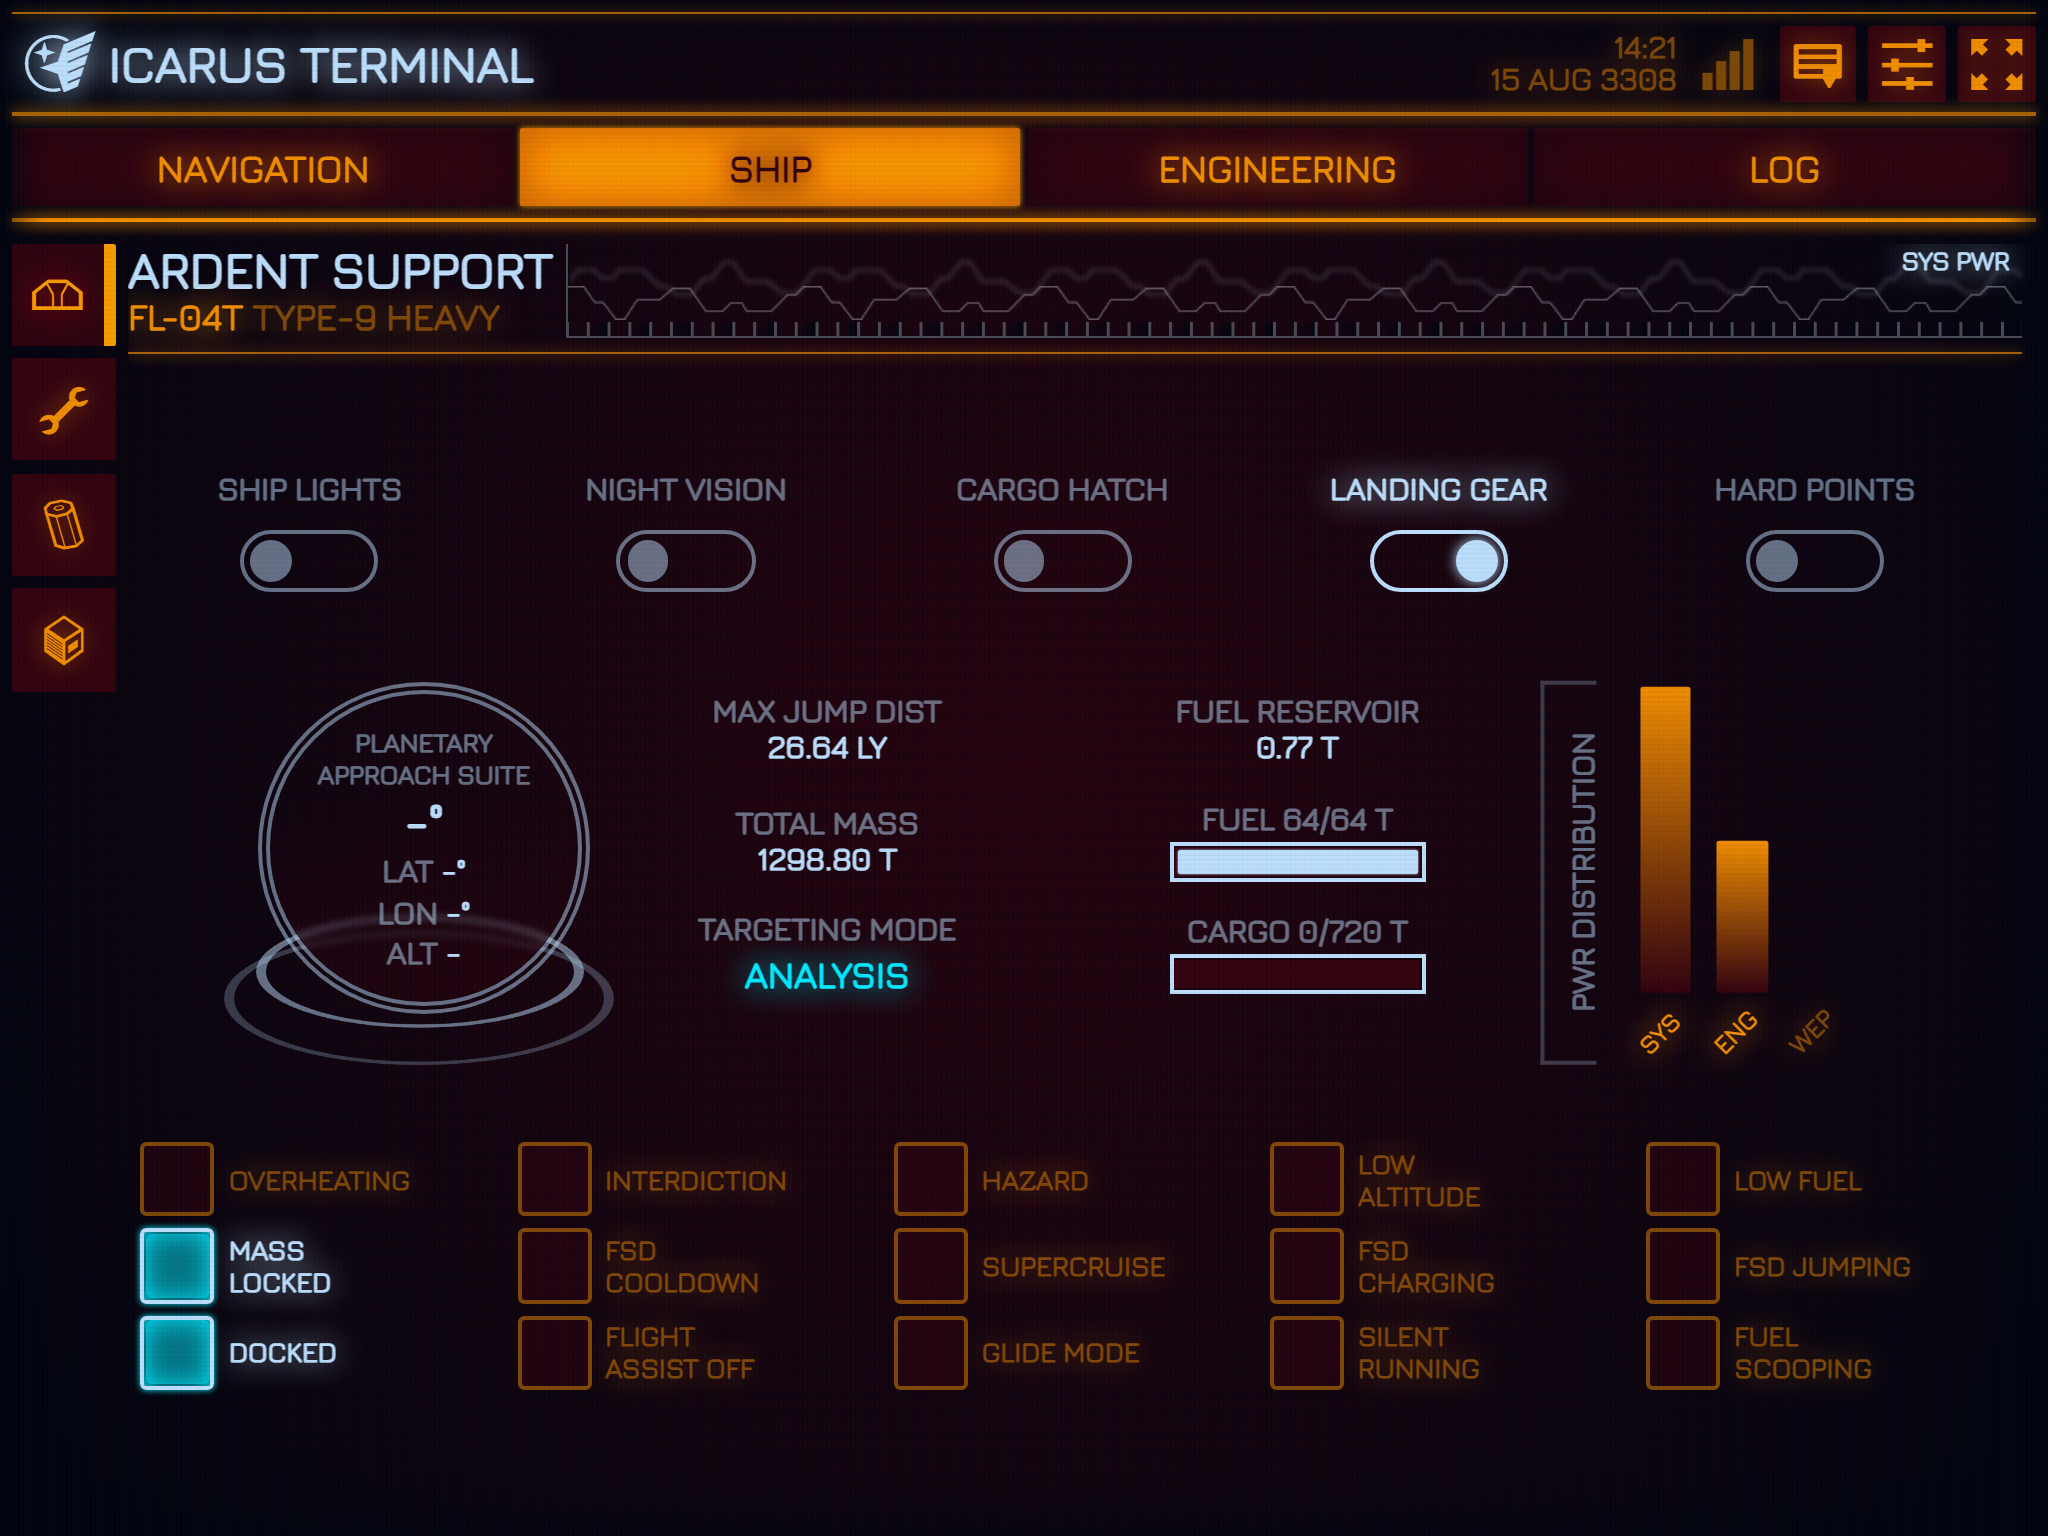 ICARUS TERMINAL
14:21
15 AUG 3308
NAVIGATION
SHIP
ENGINEERING
LOG
ARDENT SUPPORT
FL-04T TYPE-9 HEAVY
SYS PWR
SHIP LIGHTS
NIGHT VISION
CARGO HATCH
LANDING GEAR
HARD POINTS
PLANETARY
APPROACH SUITE
-°
LAT -°
LON -°
ALT -
MAX JUMP DIST
26.64 LY
TOTAL MASS
1298.80 T
TARGETING MODE
ANALYSIS
FUEL RESERVOIR
0.77 T
FUEL 64/64 T
CARGO 0/720 T
PWR DISTRIBUTION
SYS
ENG
WEP
OVERHEATING
INTERDICTION
HAZARD
LOW
ALTITUDE
LOW FUEL
MASS
LOCKED
FSD
COOLDOWN
SUPERCRUISE
FSD
CHARGING
FSD JUMPING
DOCKED
FLIGHT
ASSIST OFF
GLIDE MODE
SILENT
RUNNING
FUEL
SCOOPING